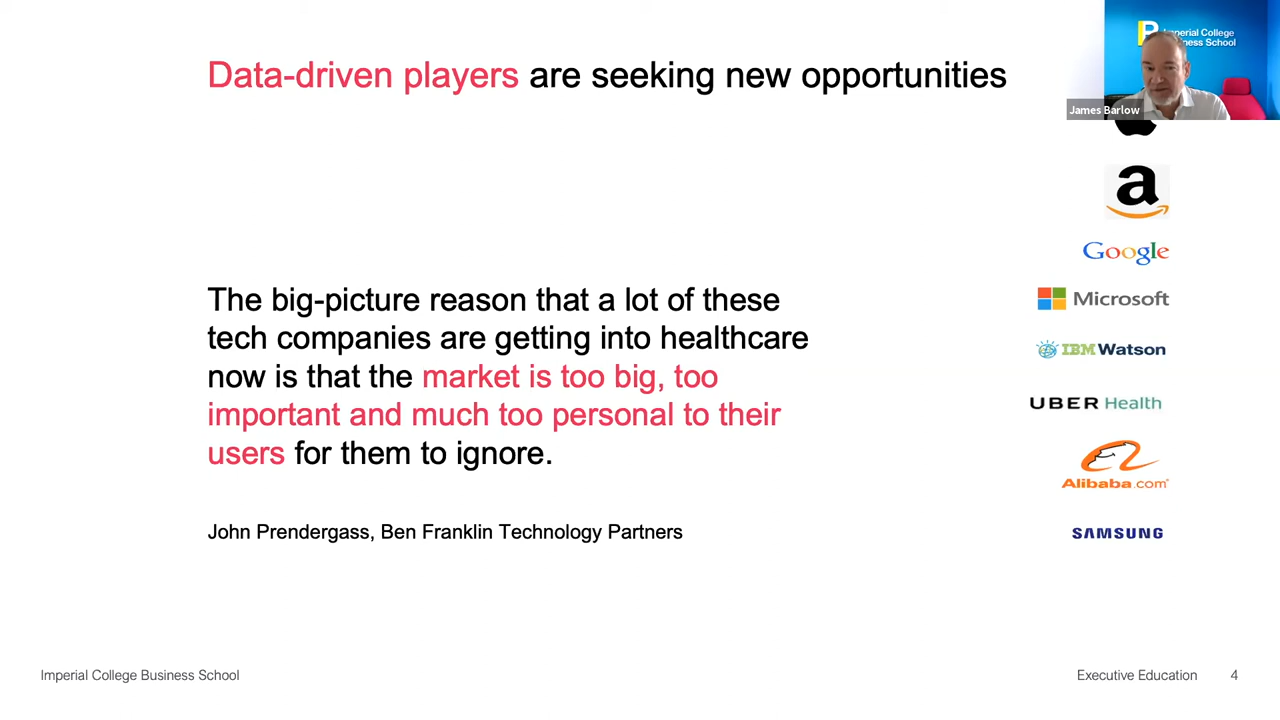 Data-driven players are seeking new opportunities
Imperial College
Business School
James Barlow
a
Google
Microsoft
IBM Watson
UBER Health
Alibaba.com
SAMSUNG
The big-picture reason that a lot of these
tech companies are getting into healthcare
now is that the market is too big, too
important and much too personal to their
users for them to ignore.
John Prendergass, Ben Franklin Technology Partners
Imperial College Business School
Executive Education
4